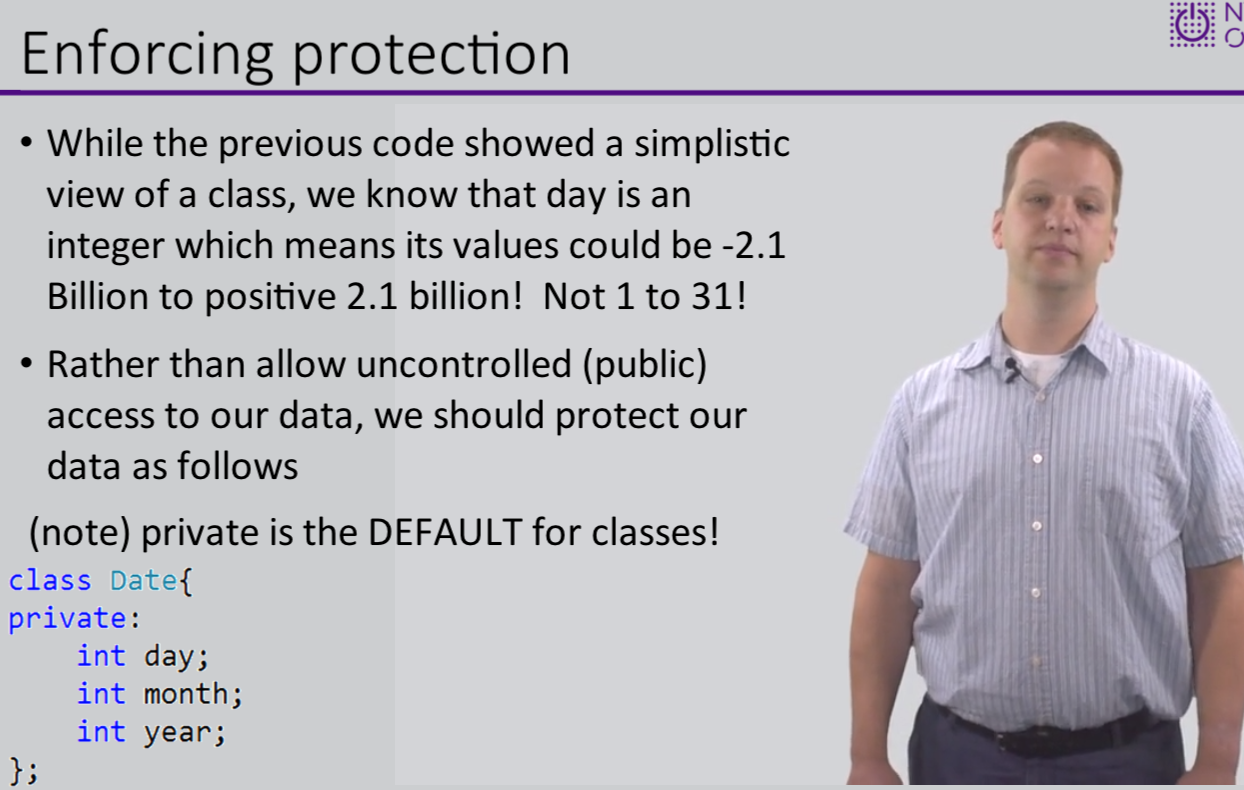 Enforcing protection
N
O
• While the previous code showed a simplistic
view of a class, we know that day is an
integer which means its values could be -2.1
Billion to positive 2.1 billion!  Not 1 to 31!
• Rather than allow uncontrolled (public)
access to our data, we should protect our
data as follows
(note) private is the DEFAULT for classes!
class Date{
private:
    int day;
    int month;
    int year;
};